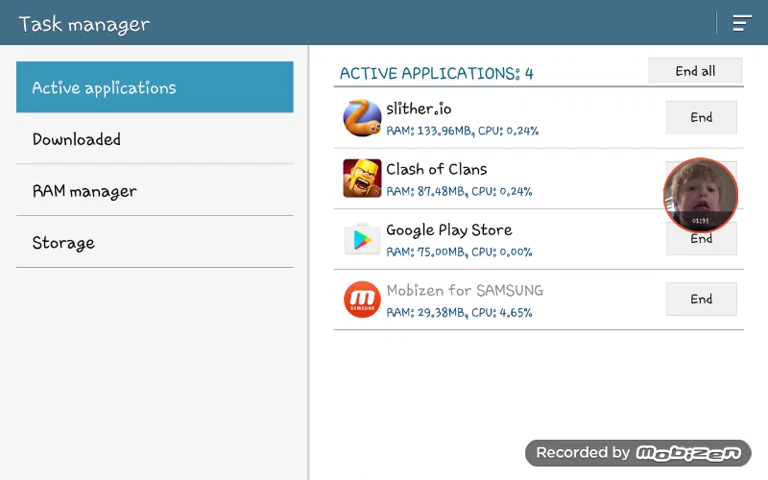 Task manager
Active applications
Downloaded
RAM manager
Storage
ACTIVE APPLICATIONS: 4
End all
slither.io
RAM: 133.96MB, CPU: 0.24%
End
Clash of Clans
RAM: 87.48MB, CPU: 0.24%
Google Play Store
RAM: 75.00MB, CPU: 0.00%
End
Mobizen for SAMSUNG
RAM: 29.38MB, CPU: 4.65%
End
SAMSUNG
Recorded by mobizen